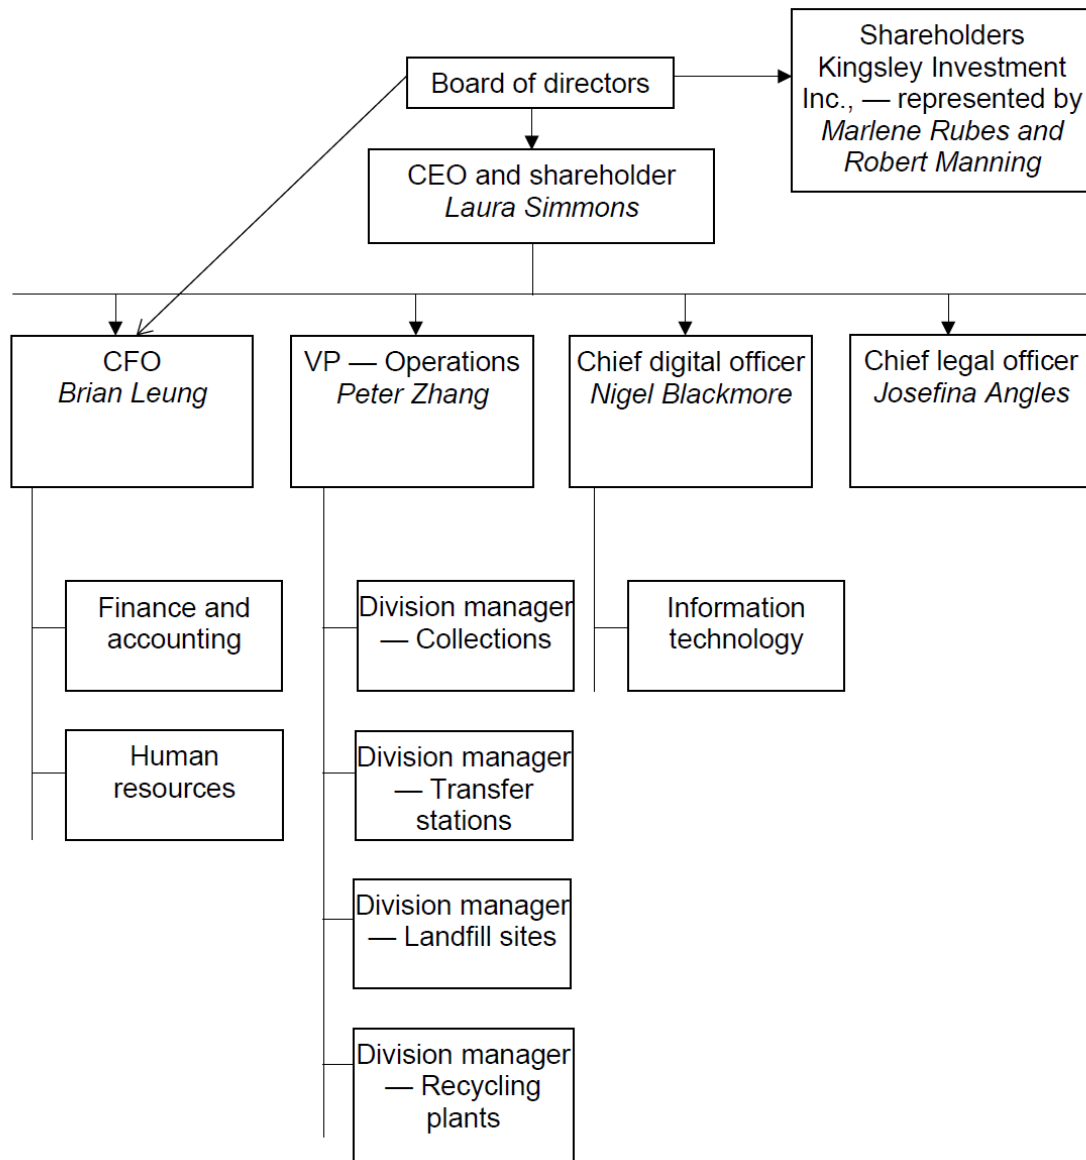 Shareholders
Kingsley Investment
Inc., — represented by
Marlene Rubes and
Robert Manning
Board of directors
CEO and shareholder
Laura Simmons
CFO
Brian Leung
VP — Operations
Peter Zhang
Chief digital officer
Nigel Blackmore
Chief legal officer
Josefina Angles
Finance and
accounting
Human
resources
Division manager
— Collections
Division manager
— Transfer
stations
Division manager
— Landfill sites
Division manager
— Recycling
plants
Information
technology